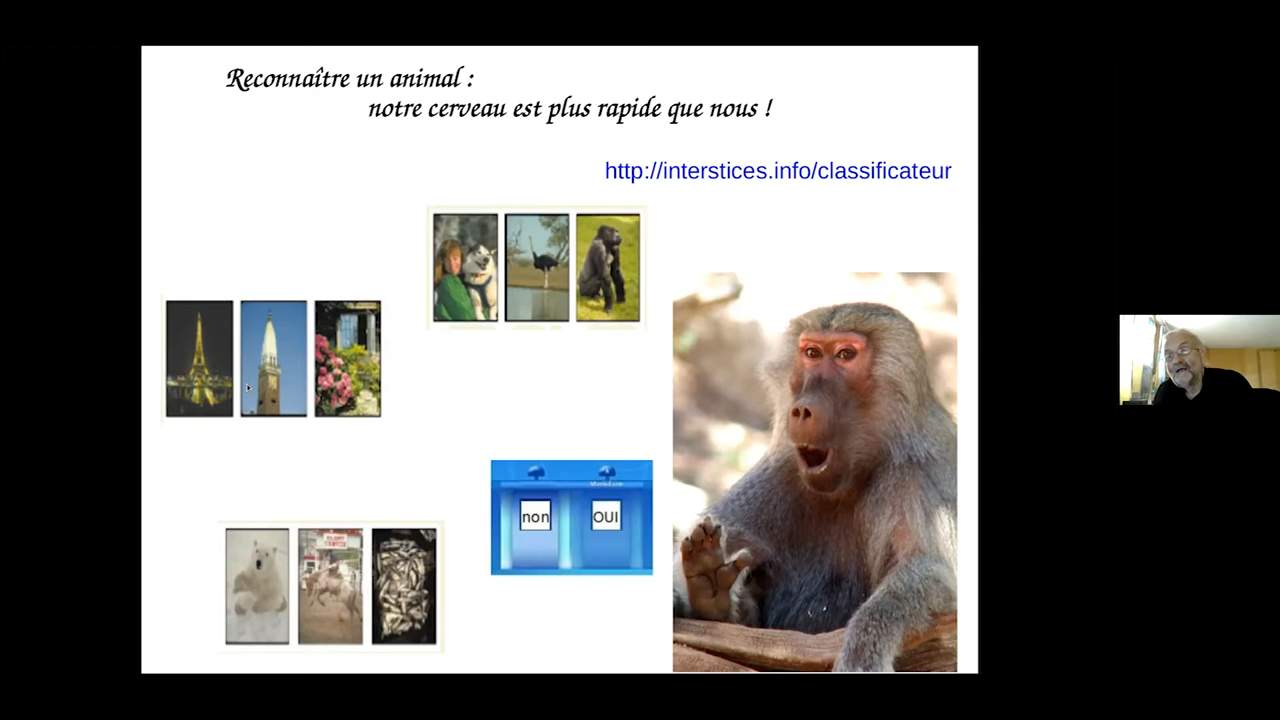 Reconnaître un animal :
notre cerveau est plus rapide que nous !
http://interstices.info/classificateur
non
OUI